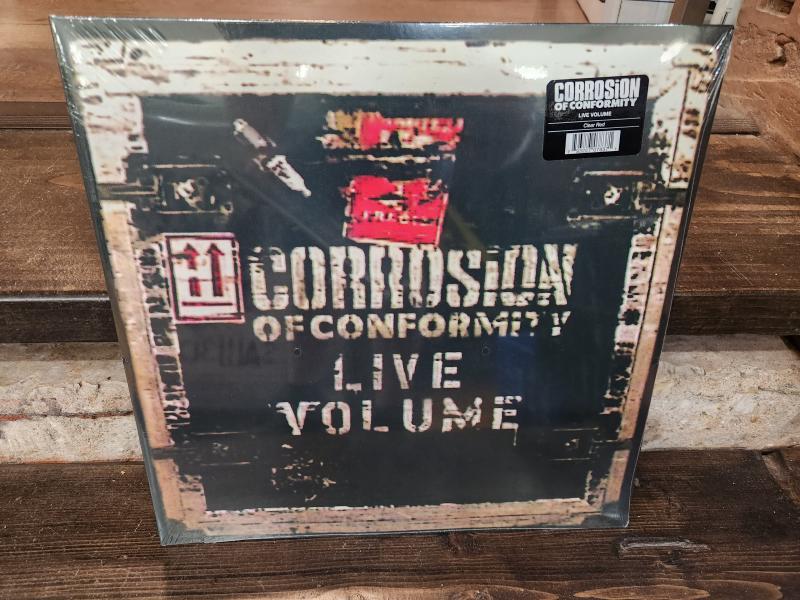 CORROSiON
OF CONFORMITY
LIVE VOLUME
Clear Red
CORROSiON
OF CONFORMITY
LIVE
VOLUME